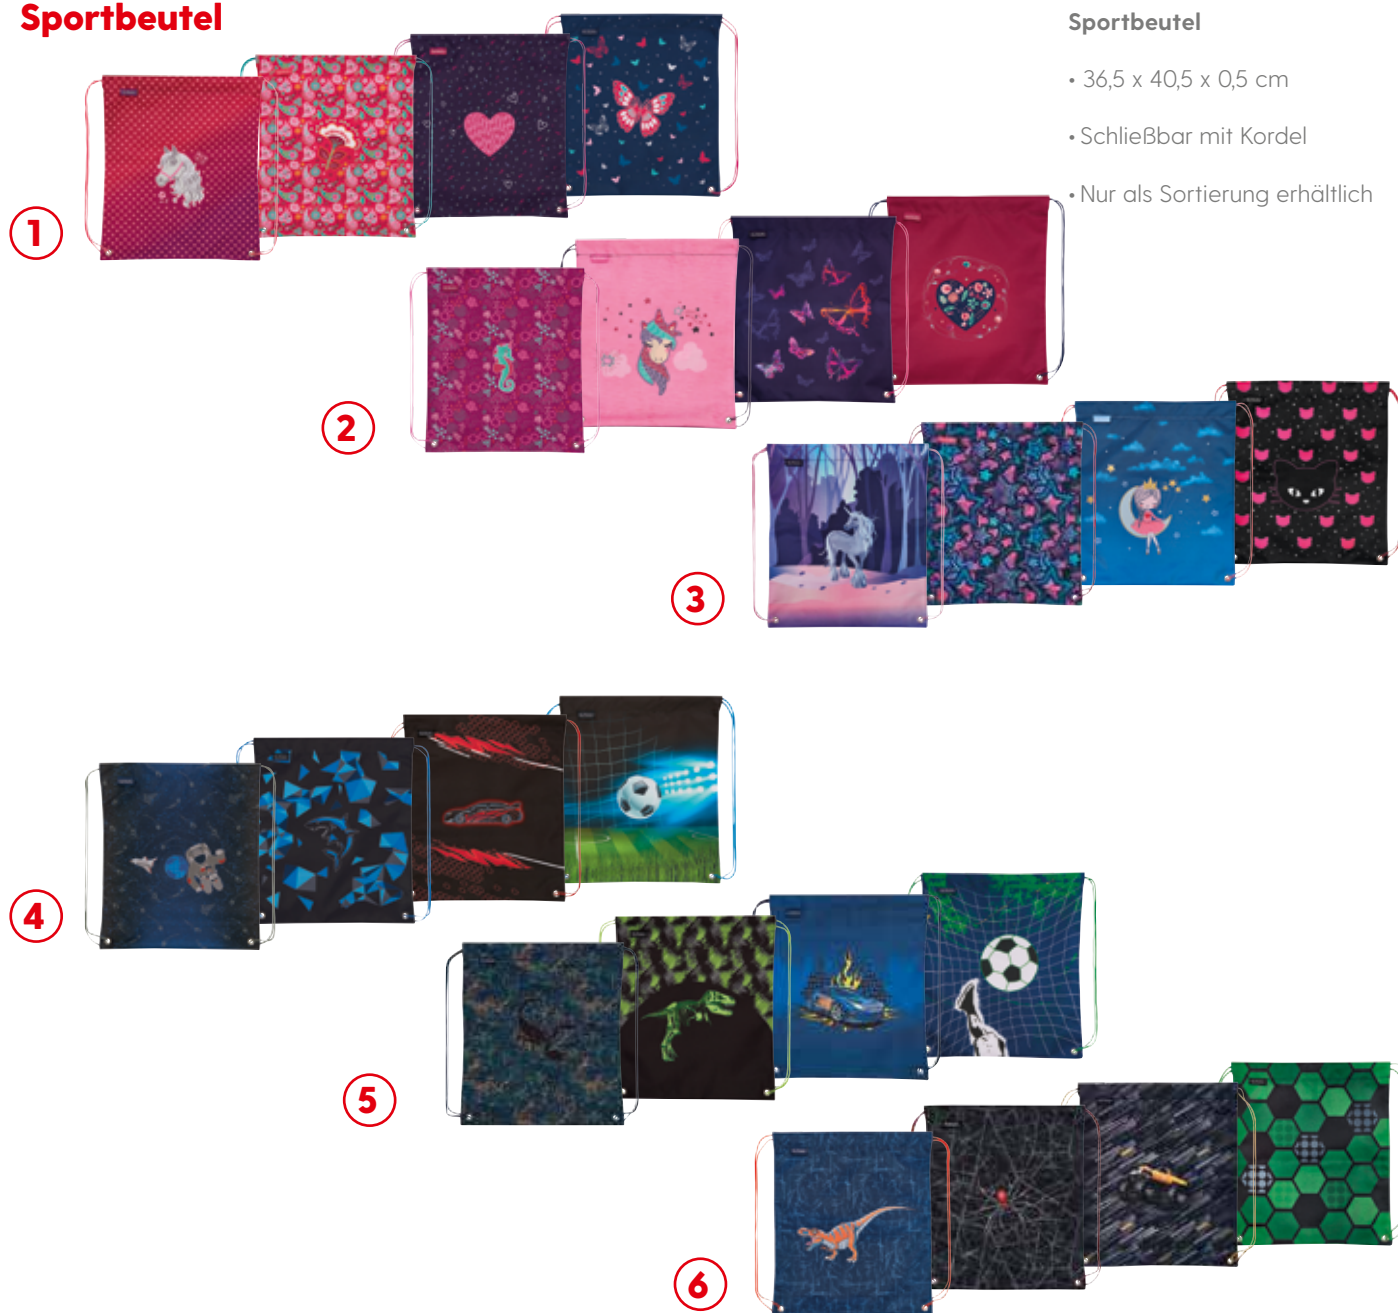 Sportbeutel
Sportbeutel
• 36,5 x 40,5 x 0,5 cm
• Schließbar mit Kordel
• Nur als Sortierung erhältlich
1
2
3
4
5
6